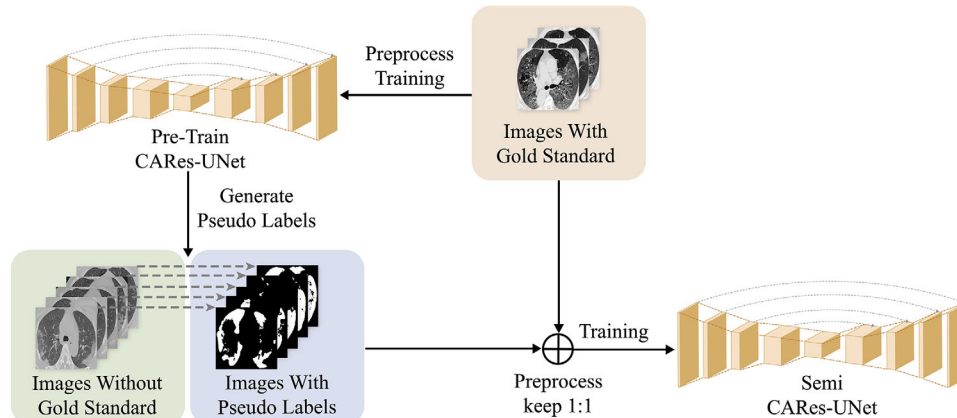 Preprocess
Training
Images With
Gold Standard
Pre-Train
CARes-UNet
Generate
Pseudo Labels
Images Without
Gold Standard
Images With
Pseudo Labels
Preprocess
keep 1:1
Training
Semi
CARes-UNet